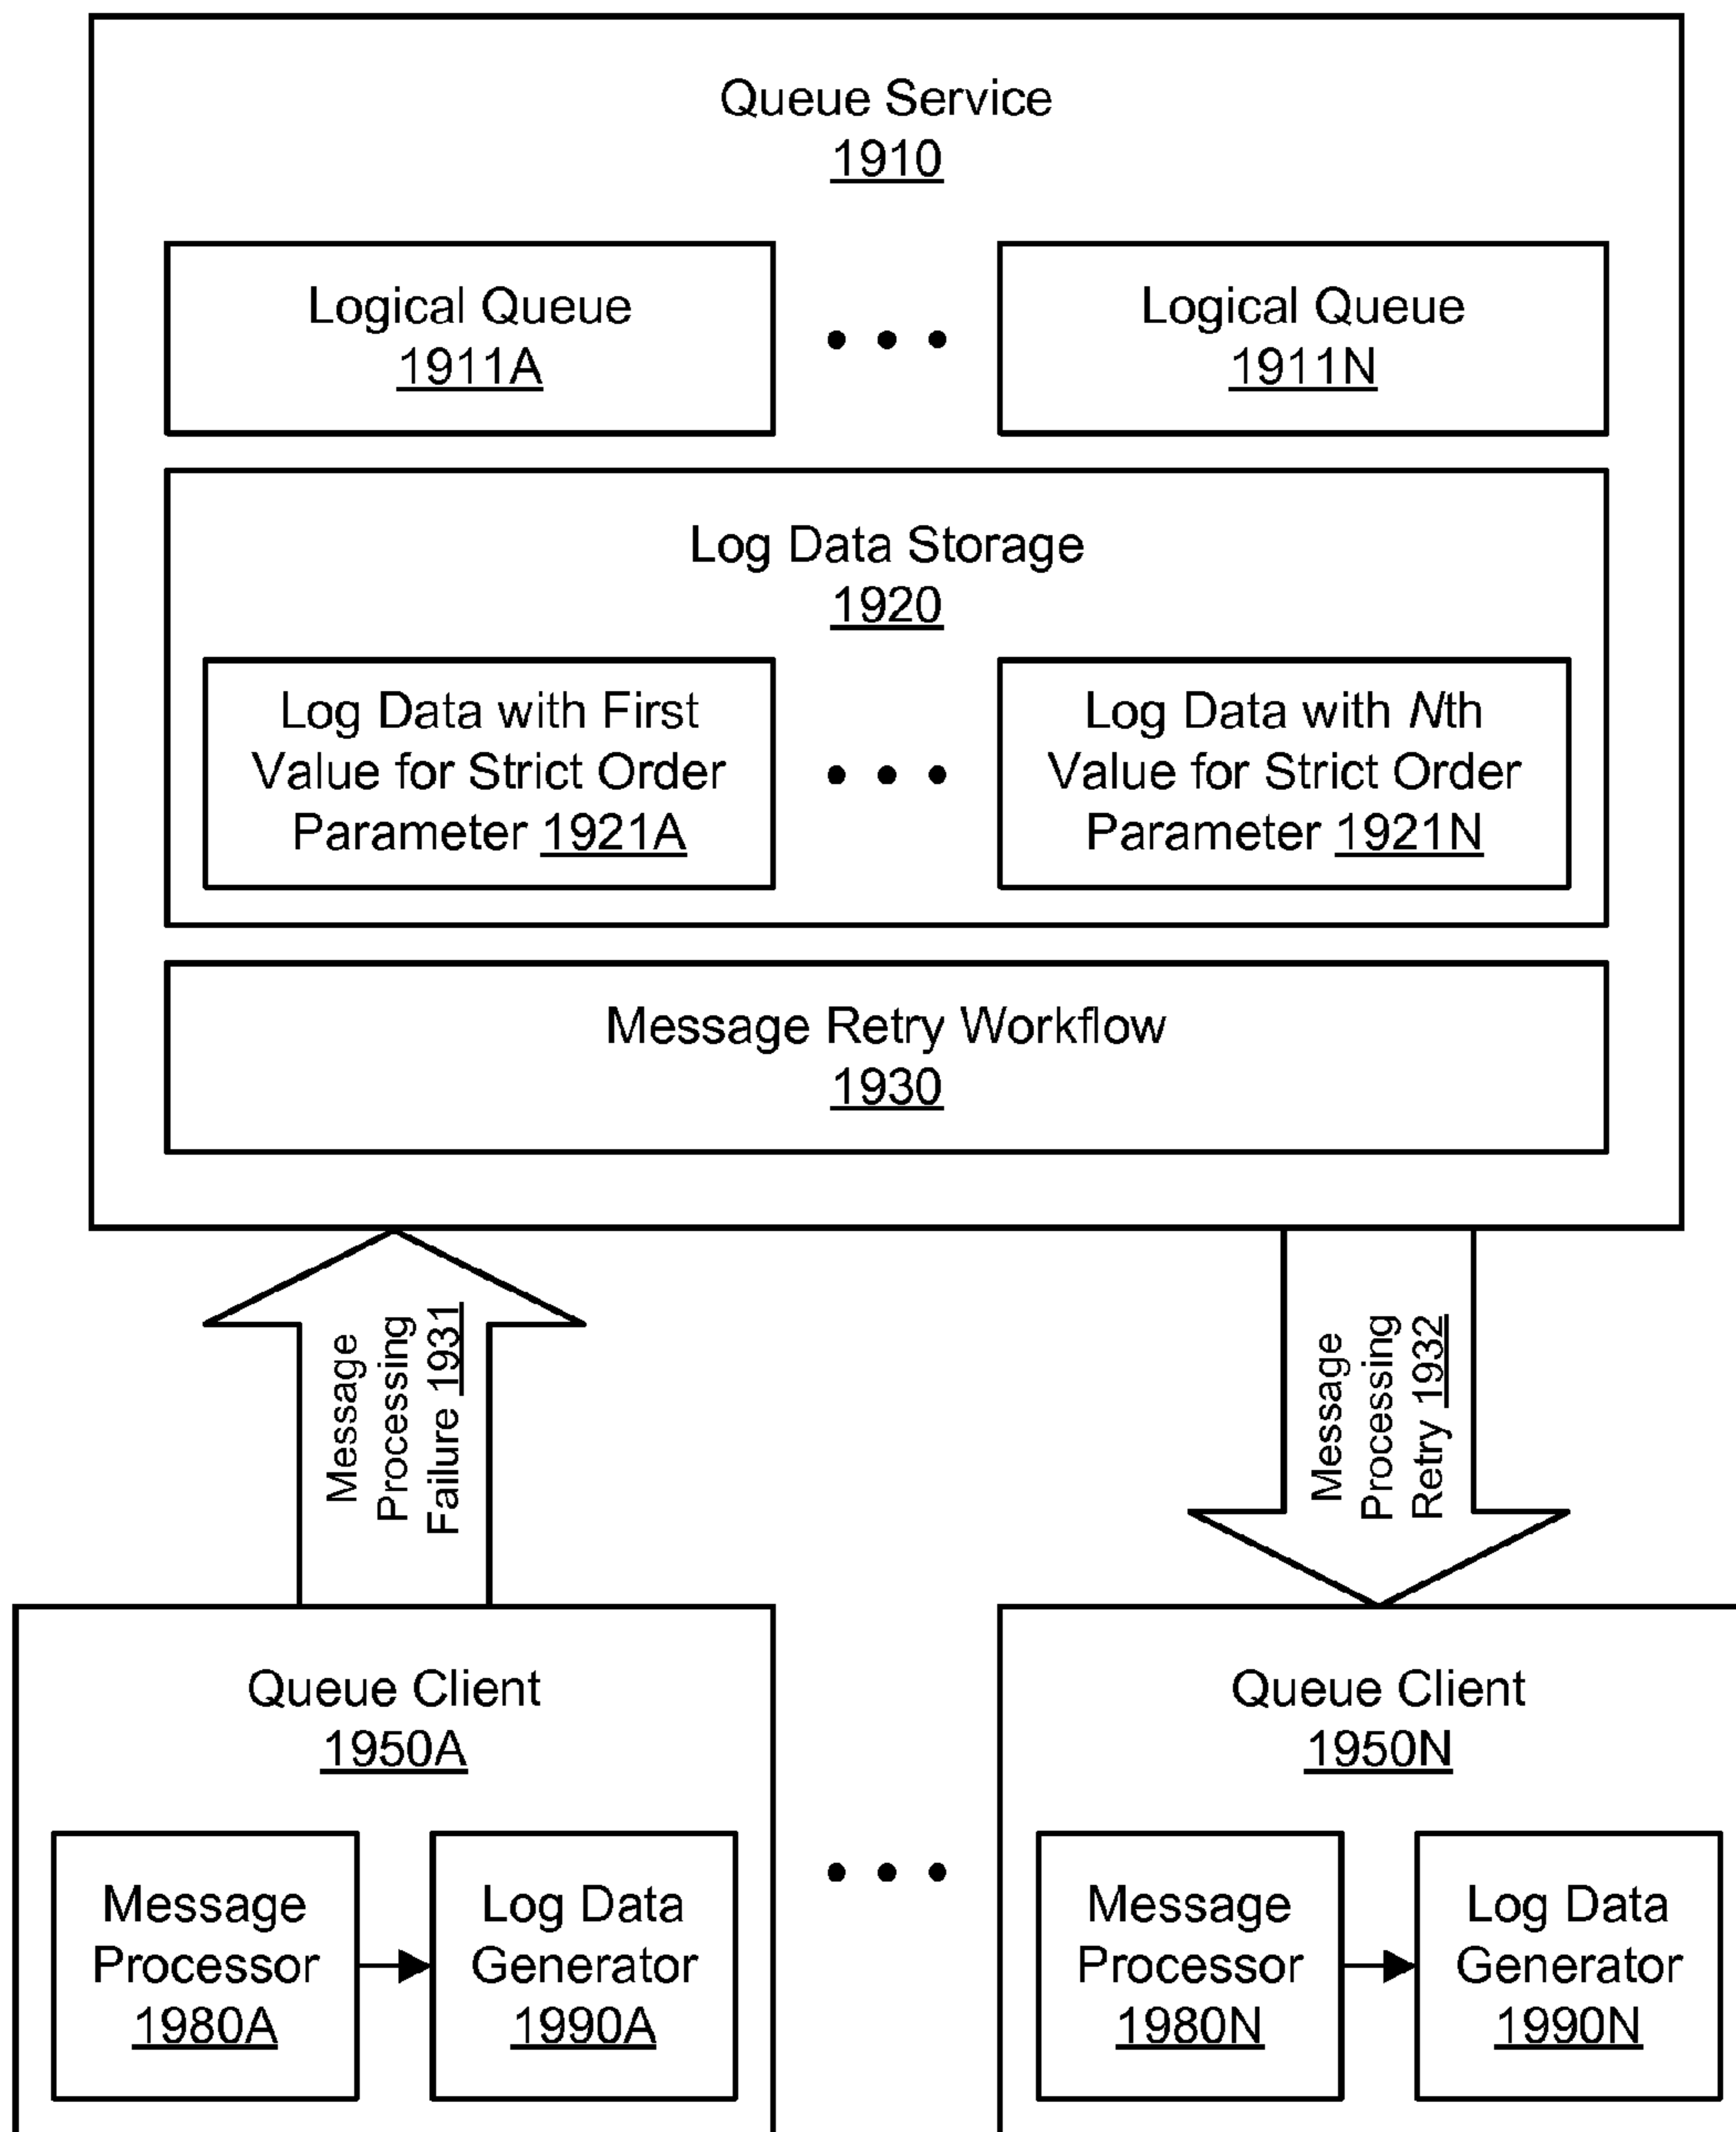 Queue Service
1910
Logical Queue
1911A
Logical Queue
1911N
Log Data Storage
1920
Log Data with First
Value for Strict Order
Parameter 1921A
Log Data with Nth
Value for Strict Order
Parameter 1921N
Message Retry Workflow
1930
Message
Processing
Failure 1931
Message
Processing
Retry 1932
Queue Client
1950A
Message
Processor
1980A
Log Data
Generator
1990A
Queue Client
1950N
Message
Processor
1980N
Log Data
Generator
1990N